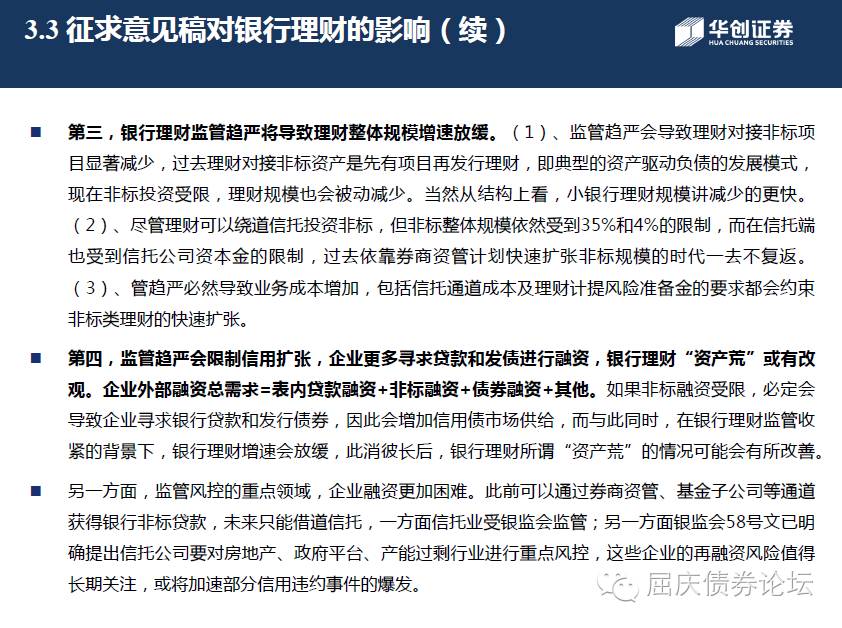 3.3 征求意见稿对银行理财的影响（续）
华创证券
HUA CHUANG SECURITIES
■ 第三，银行理财监管趋严将导致理财整体规模增速放缓。（1）、监管趋严会导致理财对接非标项
目显著减少，过去理财对接非标资产是先有项目再发行理财，即典型的资产驱动负债的发展模式，
现在非标投资受限，理财规模也会被动减少。当然从结构上看，小银行理财规模讲减少的更快。
（2）、尽管理财可以绕道信托投资非标，但非标整体规模依然受到35%和4%的限制，而在信托端
也受到信托公司资本金的限制，过去依靠券商资管计划快速扩张非标规模的时代一去不复返。
（3）、管趋严必然导致业务成本增加，包括信托通道成本及理财计提风险准备金的要求都会约束
非标类理财的快速扩张。
■ 第四，监管趋严会限制信用扩张，企业更多寻求贷款和发债进行融资，银行理财“资产荒”或有改
观。企业外部融资总需求=表内贷款融资+非标融资+债券融资+其他。如果非标融资受限，必定会
导致企业寻求银行贷款和发行债券，因此会增加信用债市场供给，而与此同时，在银行理财监管收
紧的背景下，银行理财增速会放缓，此消彼长后，银行理财所谓“资产荒”的情况可能会有所改善。
■ 另一方面，监管风控的重点领域，企业融资更加困难。此前可以通过券商资管、基金子公司等通道
获得银行非标贷款，未来只能借道信托，一方面信托业受银监会监管；另一方面银监会58号文已明
确提出信托公司要对房地产、政府平台、产能过剩行业进行重点风控，这些企业的再融资风险值得
长期关注，或将加速部分信用违约事件的爆发。
屈庆债券论坛